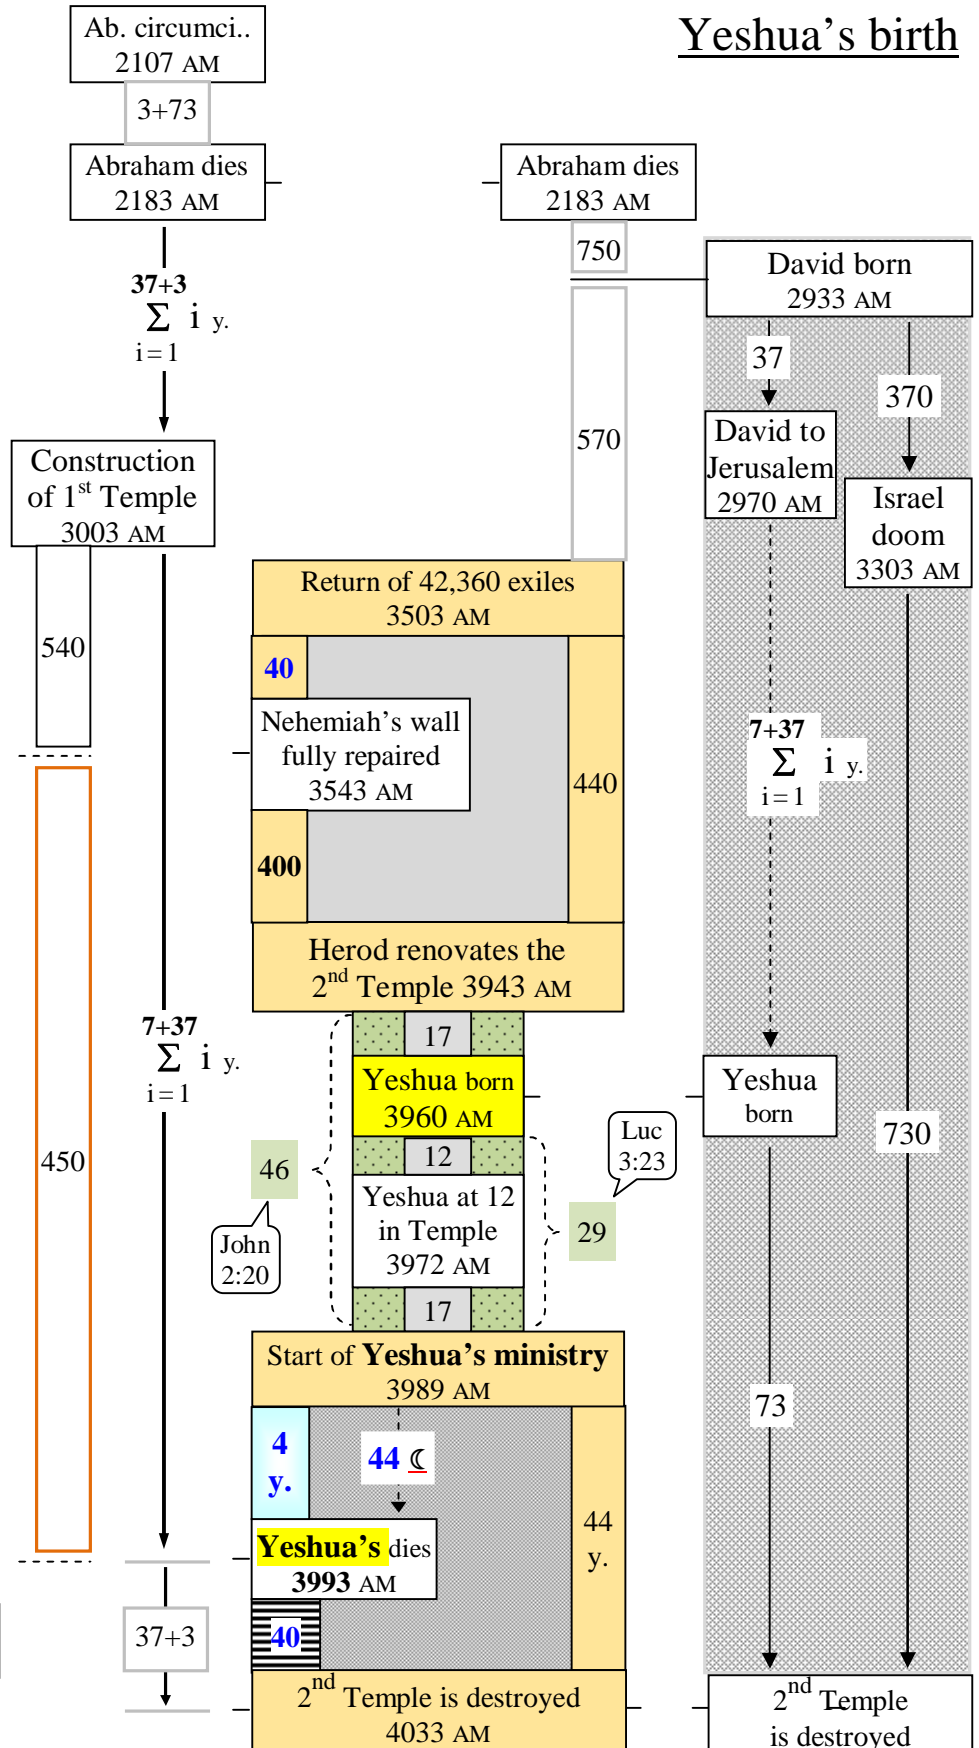 Yeshua's birth
Ab. circumci..
2107 AM
3+73
Abraham dies
2183 AM
Abraham dies
2183 AM
750
David born
2933 AM
37+3
Σ i y.
i = 1
37
370
570
David to
Jerusalem
2970 AM
Construction
of 1st Temple
3003 AM
Israel
doom
3303 AM
Return of 42,360 exiles
3503 AM
540
40
Nehemiah's wall
fully repaired
3543 AM
440
400
7+37
Σ i y.
i = 1
Herod renovates the
2nd Temple 3943 AM
7+37
Σ i y.
i = 1
17
Yeshua born
3960 AM
Yeshua
born
730
450
46
12
Luc
3:23
Yeshua at 12
in Temple
3972 AM
29
John
2:20
17
Start of Yeshua's ministry
3989 AM
4
y.
44 ☾
73
44
y.
Yeshua's dies
3993 AM
37+3
40
2nd Temple is destroyed
4033 AM
2nd Temple
is destroyed